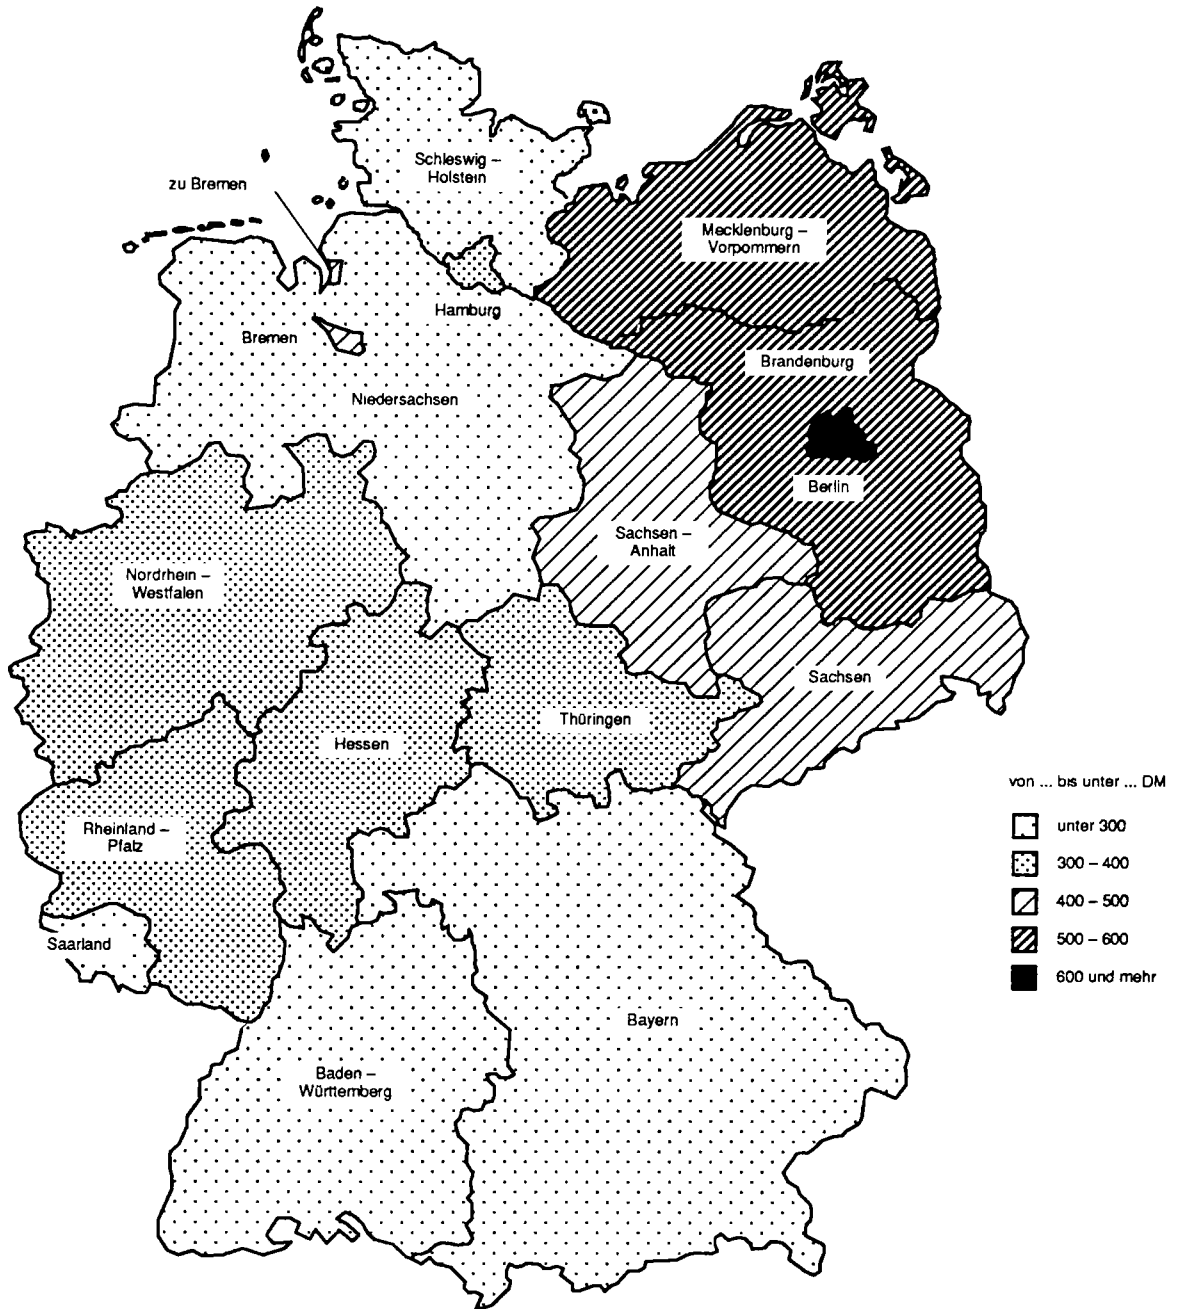 Schleswig –
Holstein
zu Bremen
Mecklenburg –
Vorpommern
Hamburg
Bremen
Brandenburg
Niedersachsen
Berlin
Sachsen –
Anhalt
Nordrhein –
Westfalen
Sachsen
Thüringen
Hessen
Rheinland –
Pfalz
Saarland
Bayern
Baden –
Württemberg
von ... bis unter ... DM
unter 300
300 – 400
400 – 500
500 – 600
600 und mehr